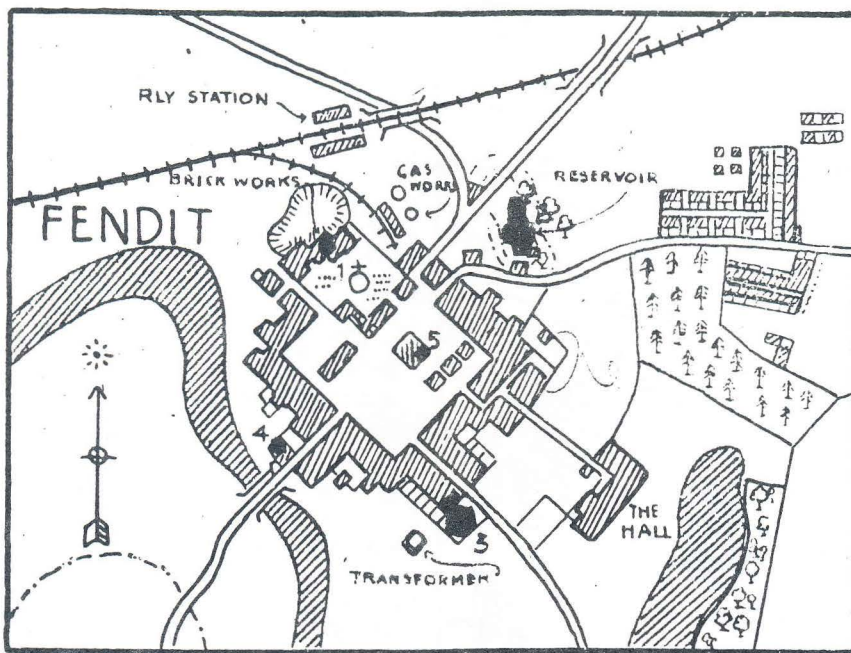 RLY STATION
BRICK WORKS
GAS
WORKS
RESERVOIR
FENDIT
1
5
4
3
THE
HALL
TRANSFORMER